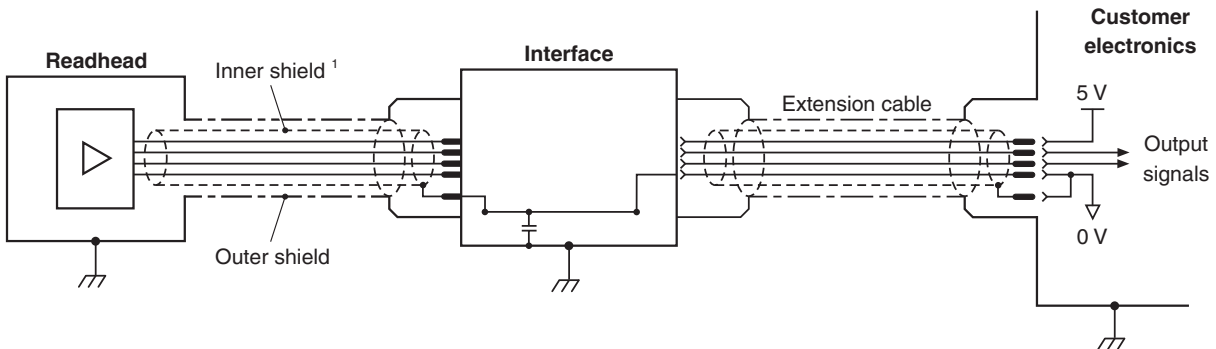 Customer
electronics
Readhead
Inner shield 1
Interface
Extension cable
5 V
Output
signals
Outer shield
0 V